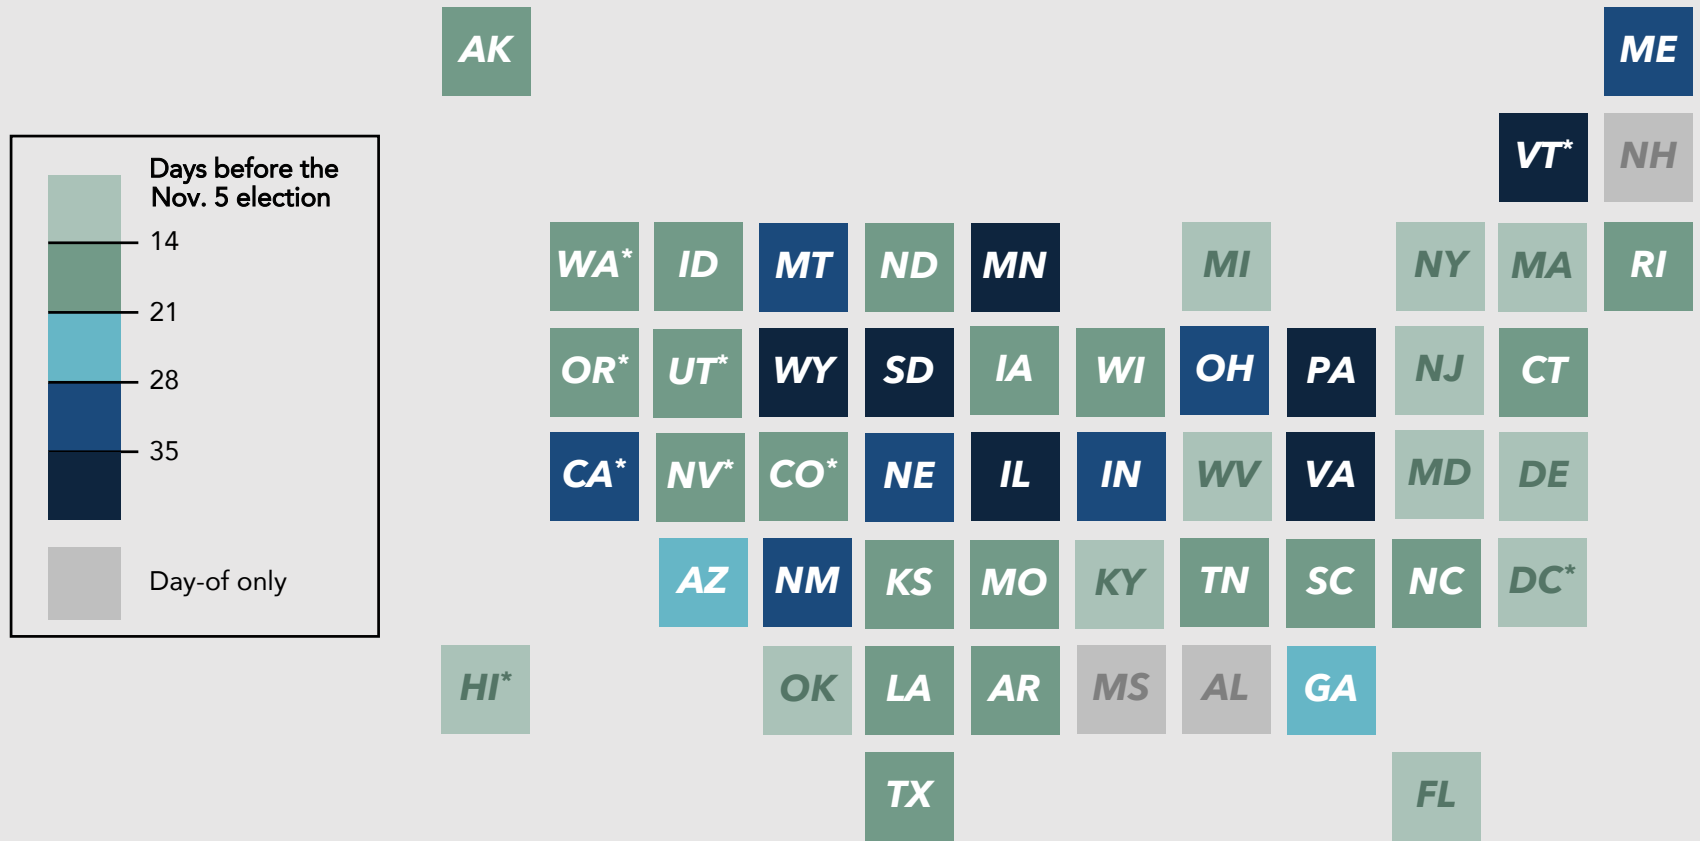 AK
ME
Days before the
Nov. 5 election
14
21
28
35
Day-of only
VT*
NH
WA*
ID
MT
ND
MN
MI
NY
MA
RI
OR*
UT*
WY
SD
IA
WI
OH
PA
NJ
CT
CA*
NV*
CO*
NE
IL
IN
WV
VA
MD
DE
AZ
NM
KS
MO
KY
TN
SC
NC
DC*
HI*
OK
LA
AR
MS
AL
GA
TX
FL